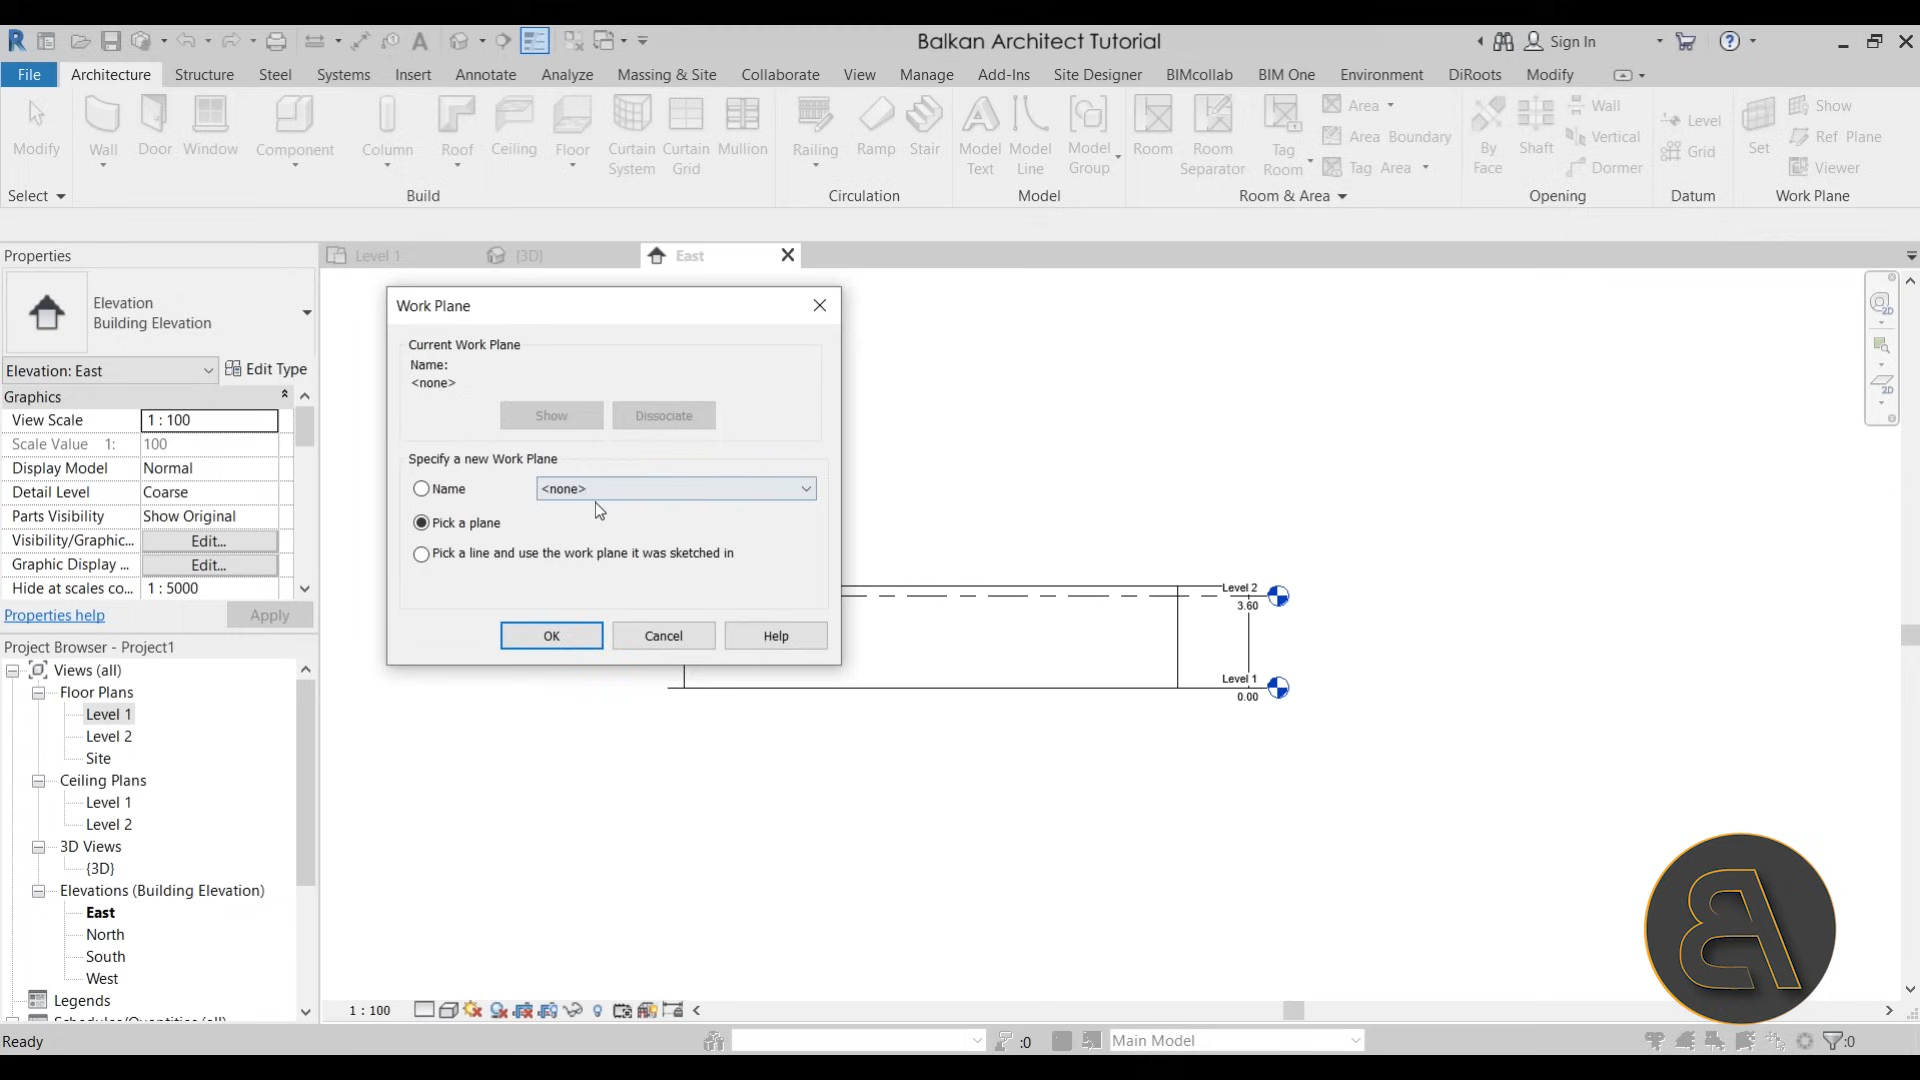 Balkan Architect Tutorial
Sign In
File Architecture Structure Steel Systems Insert Annotate Analyze Massing & Site Collaborate View Manage Add-Ins Site Designer BIMcollab BIM One Environment DiRoots Modify
Modify Wall Door Window Component Column Roof Ceiling Floor Curtain System Curtain Grid Mullion Railing Ramp Stair Model Text Model Line Model Group Room Room Separator Tag Room
Area
Area Boundary
Tag Area
By Face
Shaft
Wall
Vertical
Dormer
Level
Grid
Set
Show
Ref Plane
Viewer
Select Build Circulation Model Room & Area Opening Datum Work Plane
Properties
Level 1 {3D} East
Elevation
Building Elevation
Elevation: East Edit Type
Graphics
View Scale 1 : 100
Scale Value 1: 100
Display Model Normal
Detail Level Coarse
Parts Visibility Show Original
Visibility/Graphic... Edit...
Graphic Display ... Edit...
Hide at scales co... 1 : 5000
Properties help Apply
Project Browser - Project1
Views (all)
Floor Plans
Level 1
Level 2
Site
Ceiling Plans
Level 1
Level 2
3D Views
{3D}
Elevations (Building Elevation)
East
North
South
West
Legends
Schedules/Quantities (all)
Work Plane
Current Work Plane
Name:
<none>
Show Dissociate
Specify a new Work Plane
Name <none>
Pick a plane
Pick a line and use the work plane it was sketched in
OK Cancel Help
Level 2
3.60
Level 1
0.00
1 : 100
Ready
:0
Main Model
:0